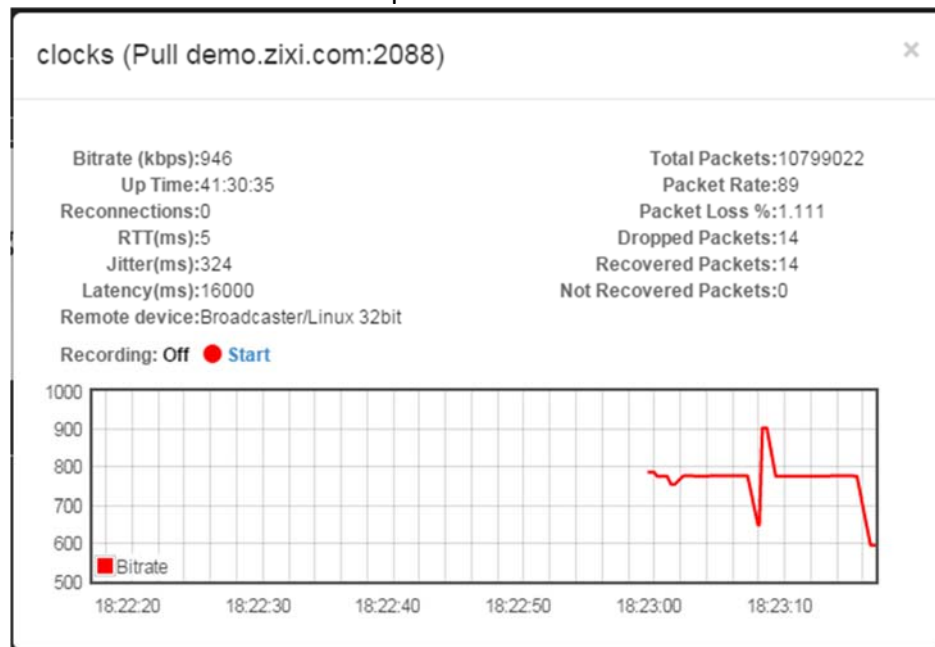 clocks (Pull demo.zixi.com:2088)
×
Bitrate (kbps):946
Up Time:41:30:35
Reconnections:0
RTT(ms):5
Jitter(ms):324
Latency(ms):16000
Remote device:Broadcaster/Linux 32bit
Total Packets:10799022
Packet Rate:89
Packet Loss %:1.111
Dropped Packets:14
Recovered Packets:14
Not Recovered Packets:0
Recording: Off Start
1000
900
800
700
600
500
Bitrate
18:22:20 18:22:30 18:22:40 18:22:50 18:23:00 18:23:10